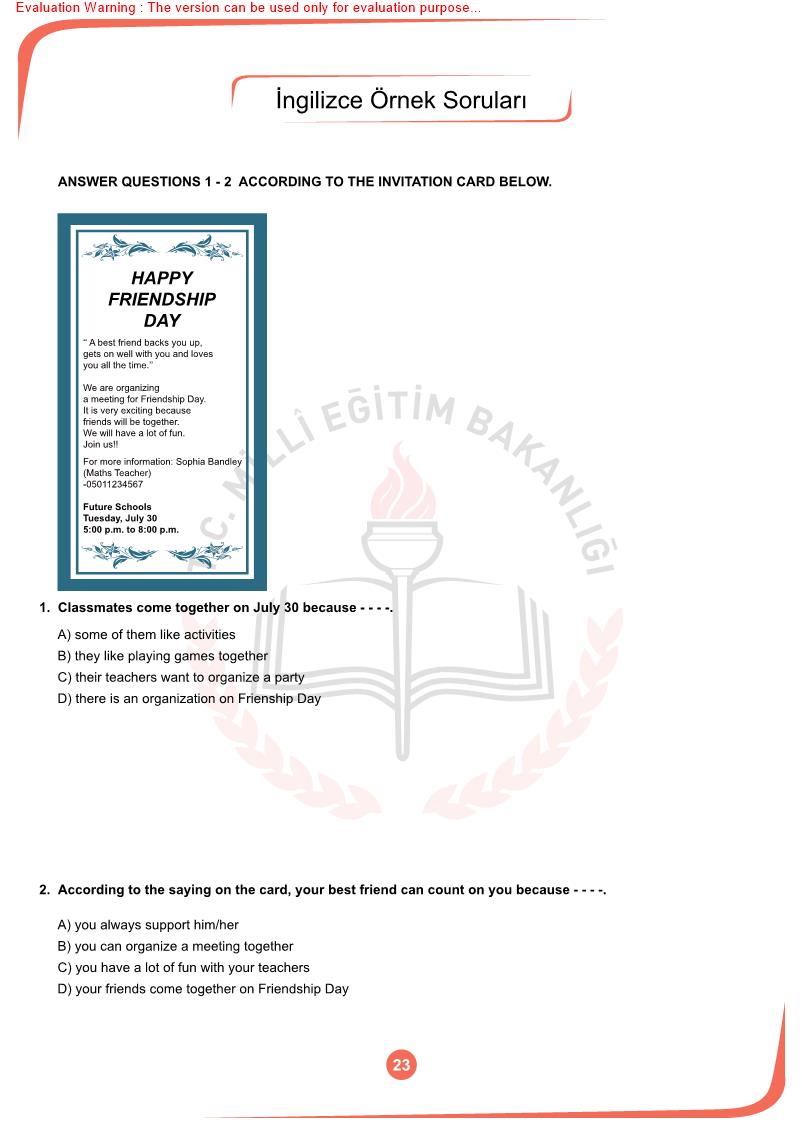 Evaluation Warning : The version can be used only for evaluation purpose...
İngilizce Örnek Soruları
ANSWER QUESTIONS 1 - 2  ACCORDING TO THE INVITATION CARD BELOW.
HAPPY
FRIENDSHIP
DAY
“ A best friend backs you up,
gets on well with you and loves
you all the time.”
We are organizing
a meeting for Friendship Day.
It is very exciting because
friends will be together.
We will have a lot of fun.
Join us!!
For more information: Sophia Bandley
(Maths Teacher)
-05011234567
Future Schools
Tuesday, July 30
5:00 p.m. to 8:00 p.m.
T.C. MİLLÎ EĞİTİM BAKANLIĞI
1.  Classmates come together on July 30 because - - - -.
A) some of them like activities
B) they like playing games together
C) their teachers want to organize a party
D) there is an organization on Frienship Day
2.  According to the saying on the card, your best friend can count on you because - - - -.
A) you always support him/her
B) you can organize a meeting together
C) you have a lot of fun with your teachers
D) your friends come together on Friendship Day
23